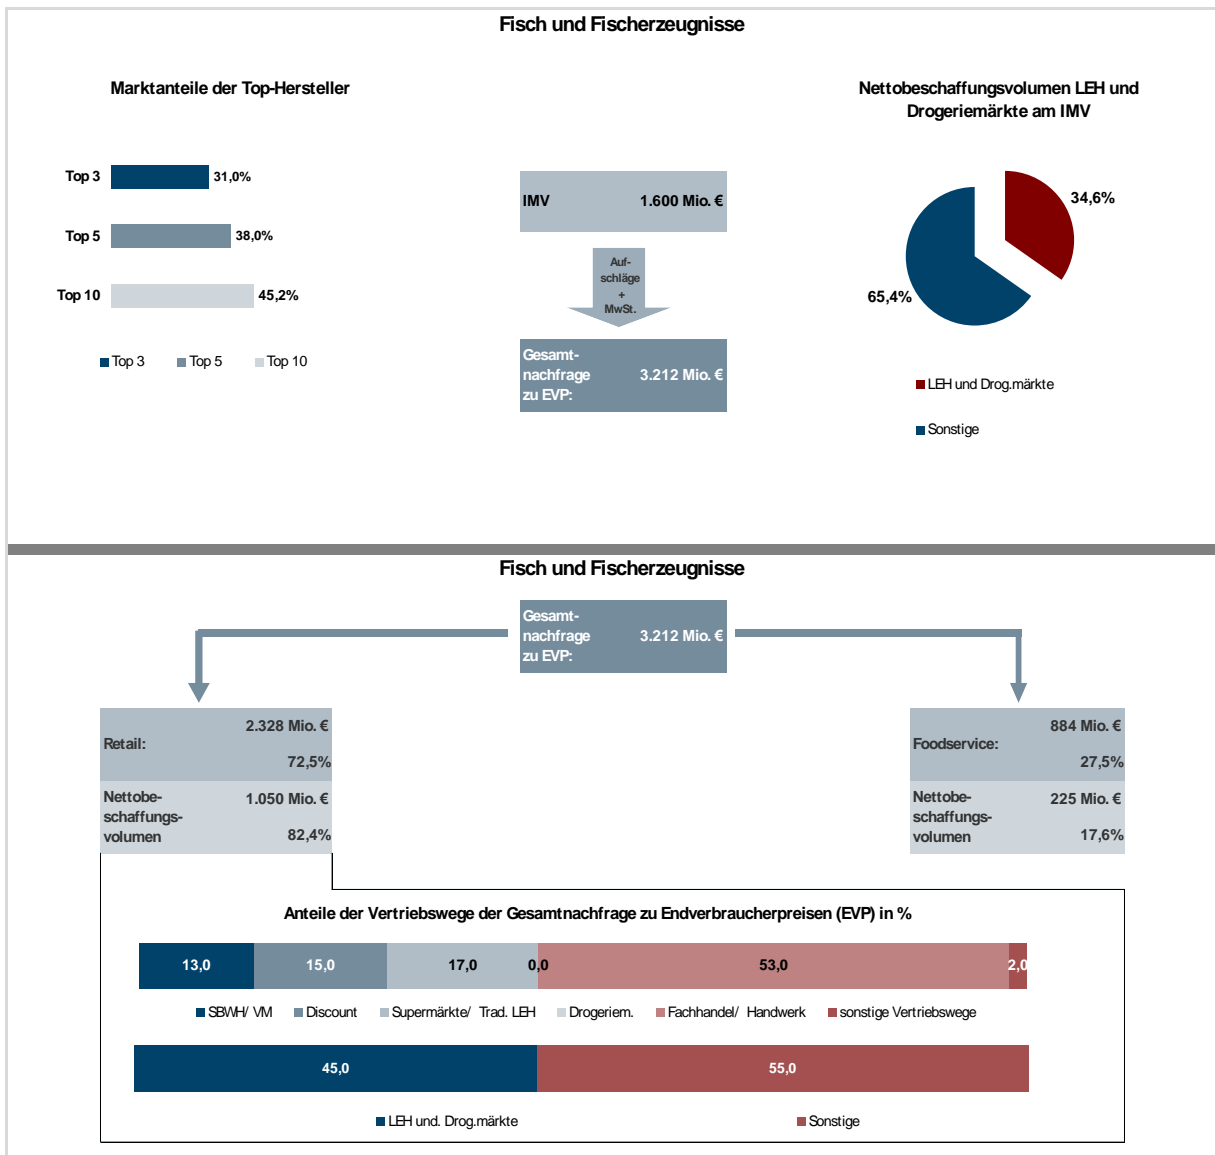 Fisch und Fischerzeugnisse
Marktanteile der Top-Hersteller
Top 3
31,0%
Top 5
38,0%
Top 10
45,2%
Top 3
Top 5
Top 10
IMV
1.600 Mio. €
Auf-
schläge
+
MwSt.
Gesamt-
nachfrage
zu EVP:
3.212 Mio. €
Nettobeschaffungsvolumen LEH und
Drogeriemärkte am IMV
34,6%
65,4%
LEH und Drog.märkte
Sonstige
Fisch und Fischerzeugnisse
Gesamt-
nachfrage
zu EVP:
3.212 Mio. €
Retail:
2.328 Mio. €
72,5%
Nettobe-
schaffungs-
volumen
1.050 Mio. €
82,4%
Foodservice:
884 Mio. €
27,5%
Nettobe-
schaffungs-
volumen
225 Mio. €
17,6%
Anteile der Vertriebswege der Gesamtnachfrage zu Endverbraucherpreisen (EVP) in %
13,0
15,0
17,0
0,0
53,0
2,0
SBWH/ VM
Discount
Supermärkte/ Trad. LEH
Drogeriem.
Fachhandel/ Handwerk
sonstige Vertriebswege
45,0
55,0
LEH und. Drog.märkte
Sonstige